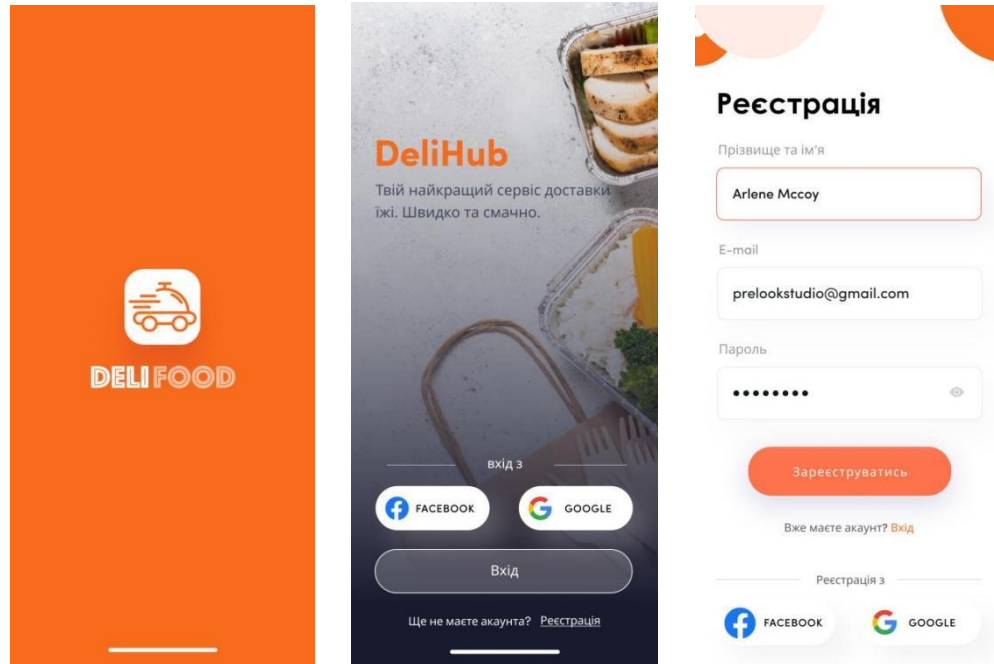 DELI FOOD
DeliHub
Твій найкращий сервіс доставки
їжі. Швидко та смачно.
вхід з
FACEBOOK
GOOGLE
Вхід
Ще не маєте акаунта? Реєстрація
Реєстрація
Прізвище та ім'я
Arlene Mccoy
E-mail
prelookstudio@gmail.com
Пароль
••••••••
Зареєструватись
Вже маєте акаунт? Вхід
Реєстрація з
FACEBOOK
GOOGLE